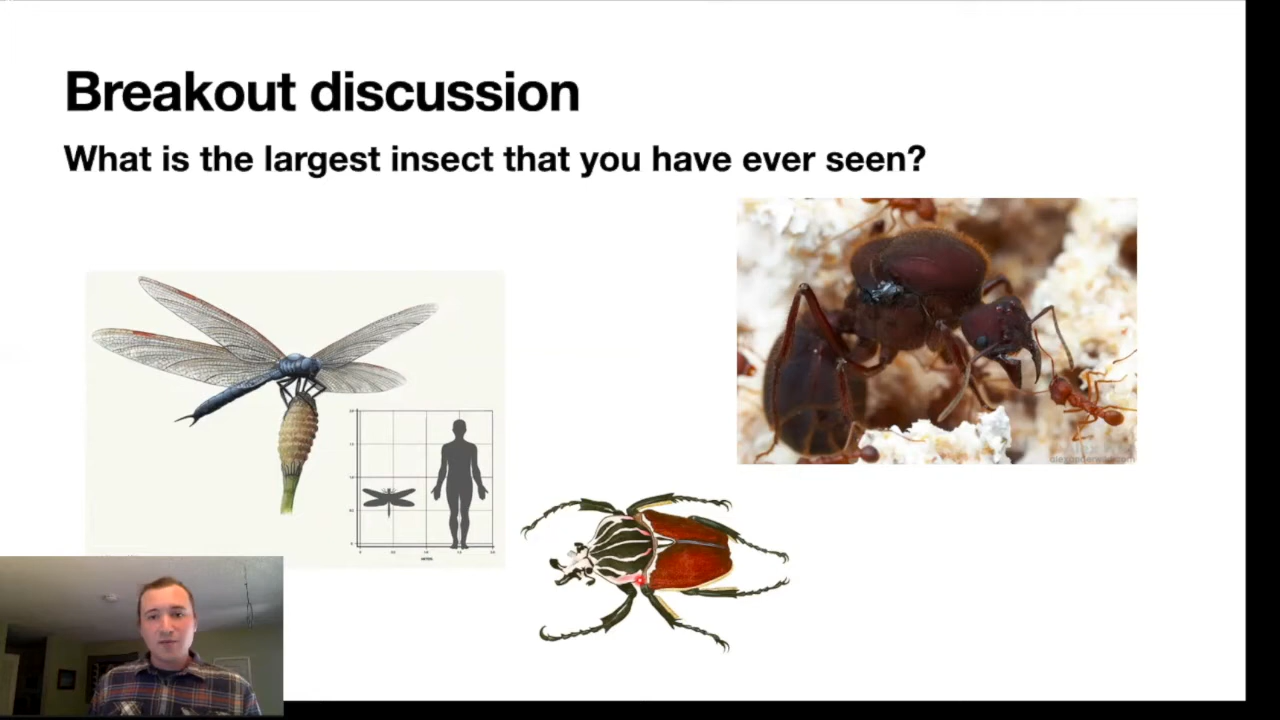 Breakout discussion
What is the largest insect that you have ever seen?